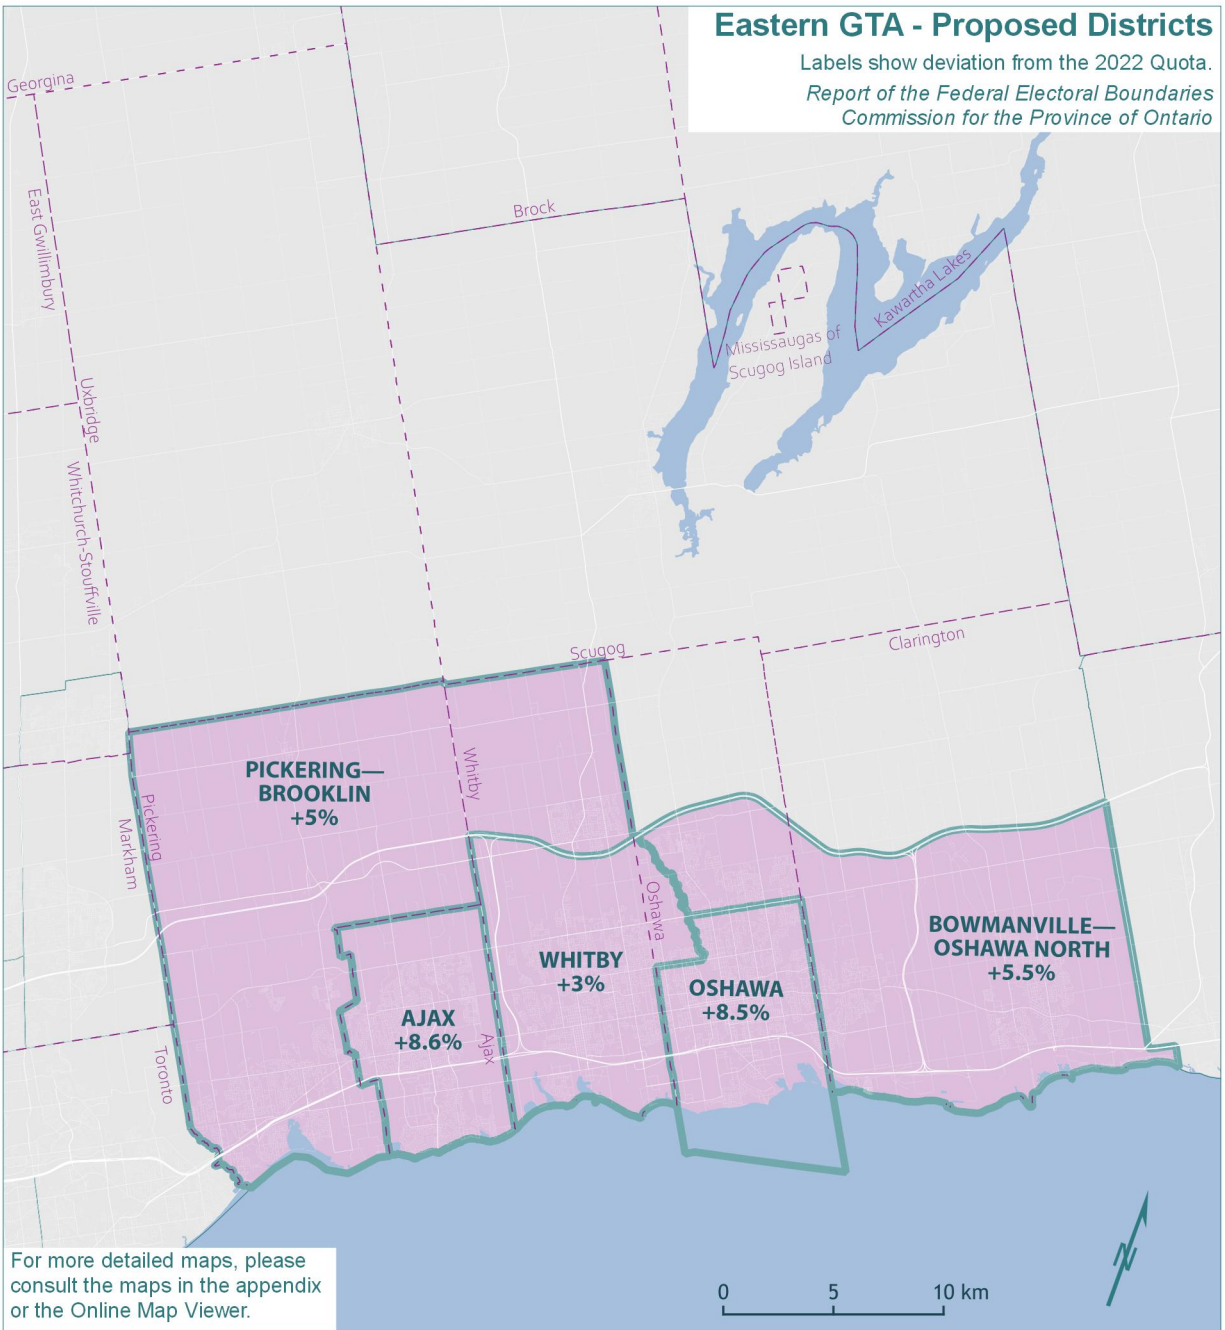 Eastern GTA - Proposed Districts
Labels show deviation from the 2022 Quota.
Report of the Federal Electoral Boundaries
Commission for the Province of Ontario
Georgina
East Gwillimbury
Brock
Kawartha Lakes
Mississaugas of
Scugog Island
Uxbridge
Whitchurch-Stouffville
Scugog
Clarington
PICKERING—
BROOKLIN
+5%
Whitby
Pickering
Markham
Oshawa
BOWMANVILLE—
OSHAWA NORTH
+5.5%
WHITBY
+3%
OSHAWA
+8.5%
AJAX
+8.6%
Ajax
Toronto
N
For more detailed maps, please
consult the maps in the appendix
or the Online Map Viewer.
0 5 10 km